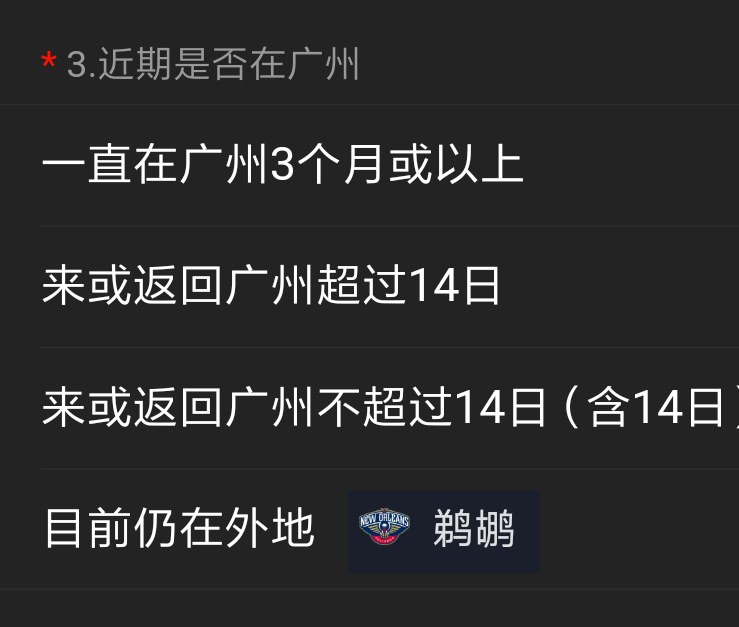 * 3.近期是否在广州
一直在广州3个月或以上
来或返回广州超过14日
来或返回广州不超过14日（含14日）
目前仍在外地 NEW ORLEANS 鹈鹕